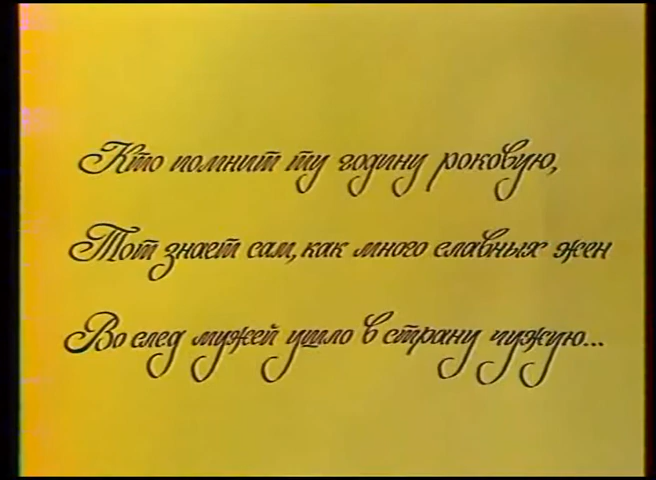 Кто помнит ту годину роковую,
Тот знает сам, как много славных жен
Во след мужей ушло в страну чужую...